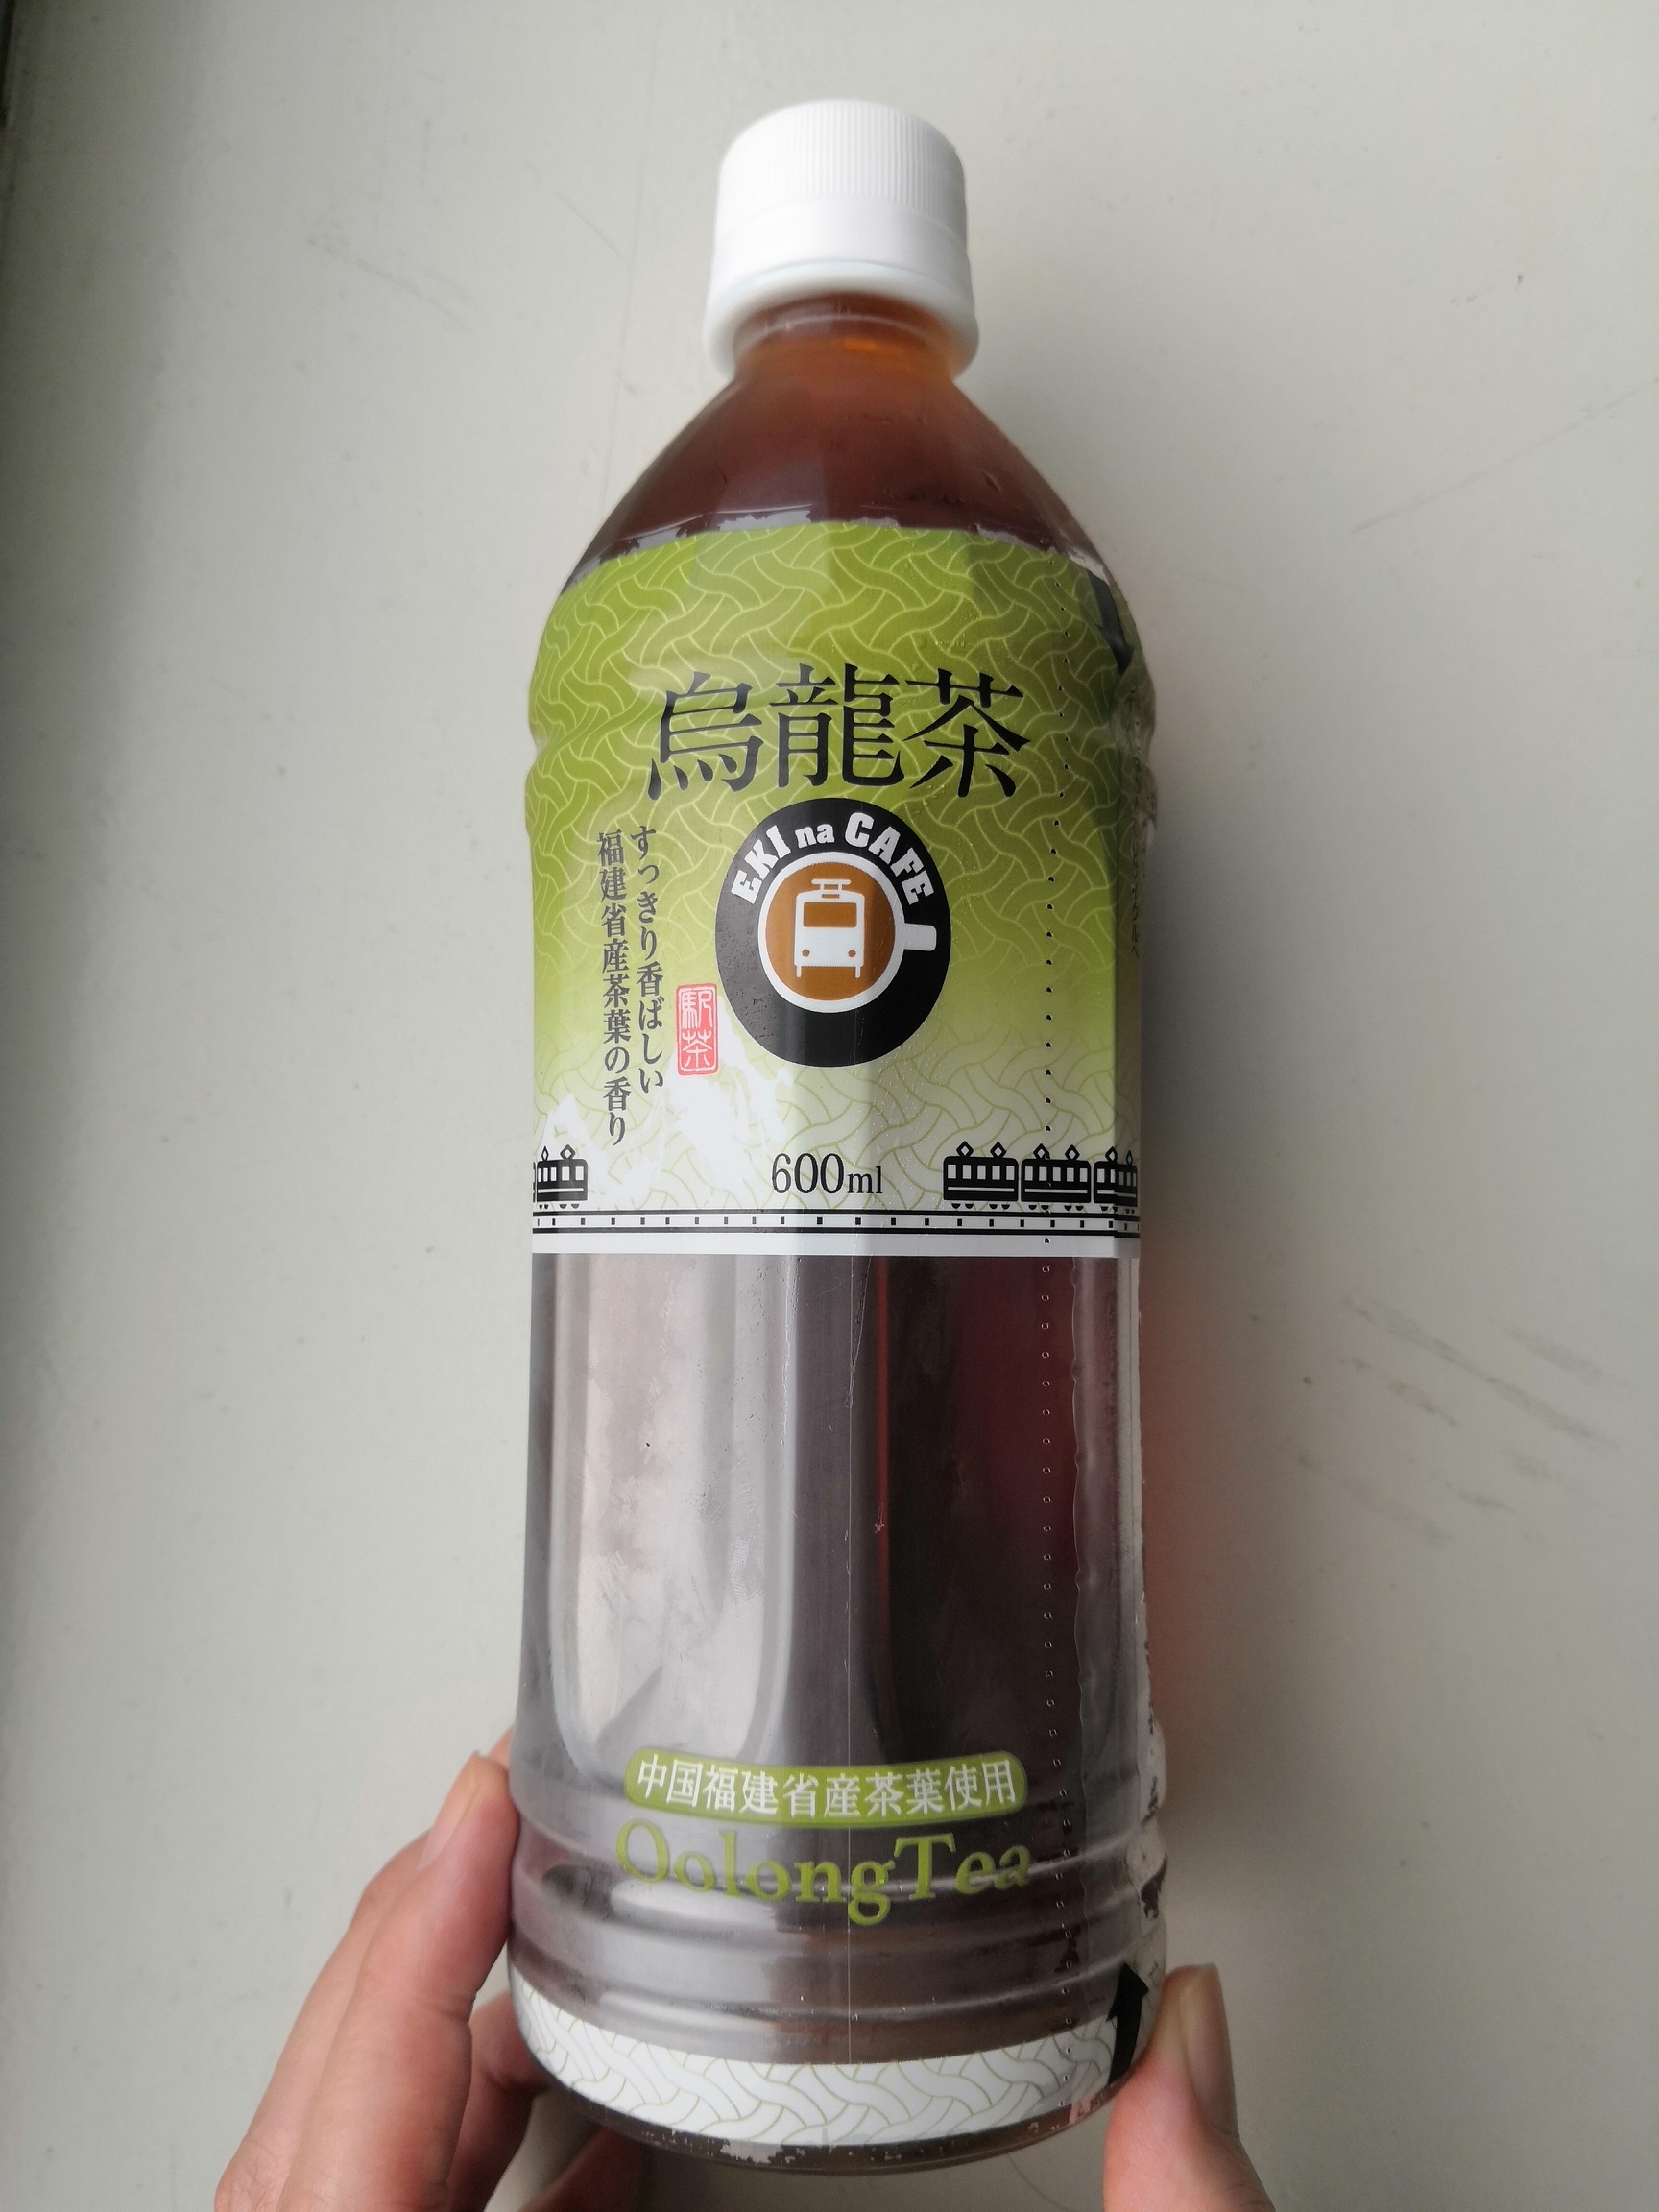 烏龍茶
EKI na CAFE
すっきり香ばしい
福建省産茶葉の香り
駅茶
600ml
中国福建省産茶葉使用
OolongTea